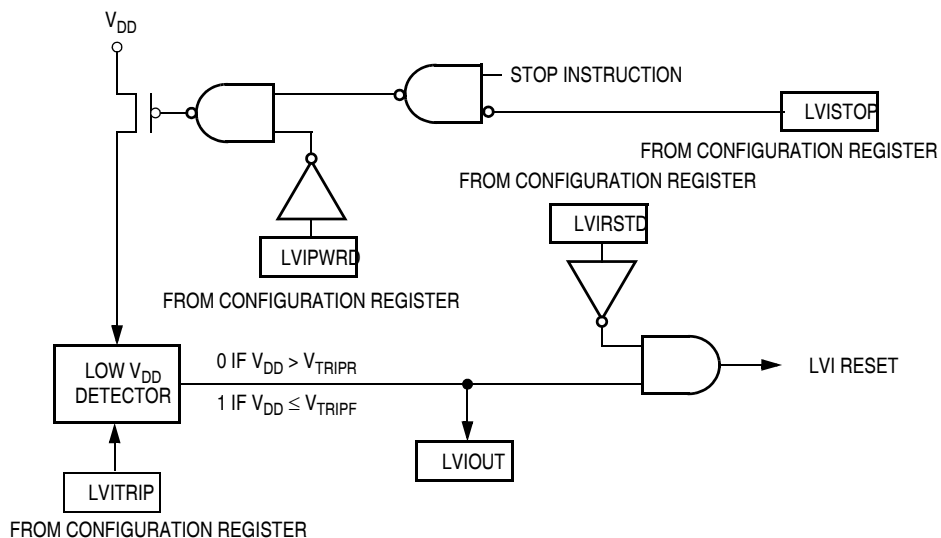 VDD
STOP INSTRUCTION
LVISTOP
FROM CONFIGURATION REGISTER
FROM CONFIGURATION REGISTER
LVIRSTD
LVIPWRD
FROM CONFIGURATION REGISTER
LOW VDD
DETECTOR
0 IF VDD > VTRIPR
1 IF VDD ≤ VTRIPF
LVI RESET
LVIOUT
LVITRIP
FROM CONFIGURATION REGISTER